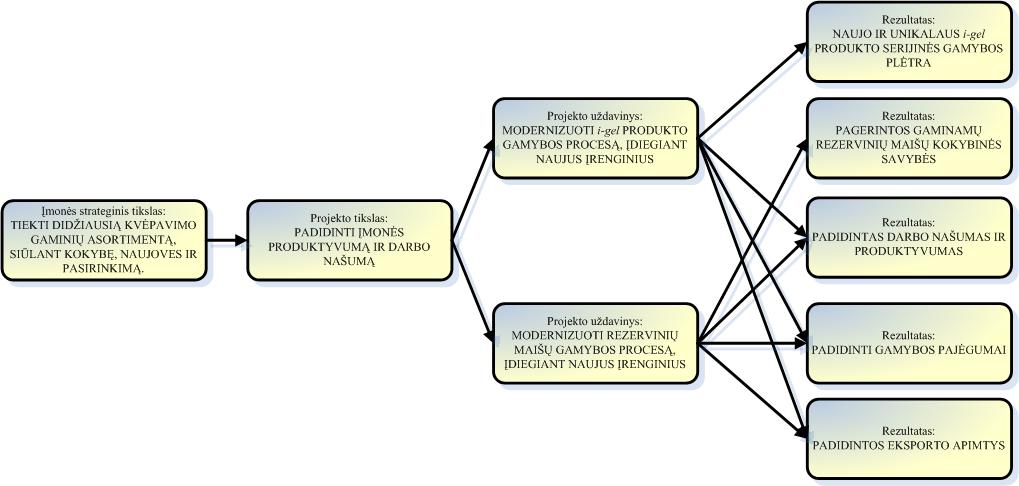 Įmonės strateginis tikslas:
TIEKTI DIDŽIAUSIĄ KVĖPAVIMO
GAMINIŲ ASORTIMENTĄ,
SIŪLANT KOKYBĘ, NAUJOVES IR
PASIRINKIMĄ.
Projekto tikslas:
PADIDINTI ĮMONĖS
PRODUKTYVUMĄ IR DARBO
NAŠUMĄ
Projekto uždavinys:
MODERNIZUOTI i-gel PRODUKTO
GAMYBOS PROCESĄ, ĮDIEGIANT
NAUJUS ĮRENGINIUS
Projekto uždavinys:
MODERNIZUOTI REZERVINIŲ
MAIŠŲ GAMYBOS PROCESĄ,
ĮDIEGIANT NAUJUS ĮRENGINIUS
Rezultatas:
NAUJO IR UNIKALAUS i-gel
PRODUKTO SERIJINĖS GAMYBOS
PLĖTRA
Rezultatas:
PAGERINTOS GAMINAMŲ
REZERVINIŲ MAIŠŲ KOKYBINĖS
SAVYBĖS
Rezultatas:
PADIDINTAS DARBO NAŠUMAS IR
PRODUKTYVUMAS
Rezultatas:
PADIDINTI GAMYBOS PAJĖGUMAI
Rezultatas:
PADIDINTOS EKSPORTO APIMTYS